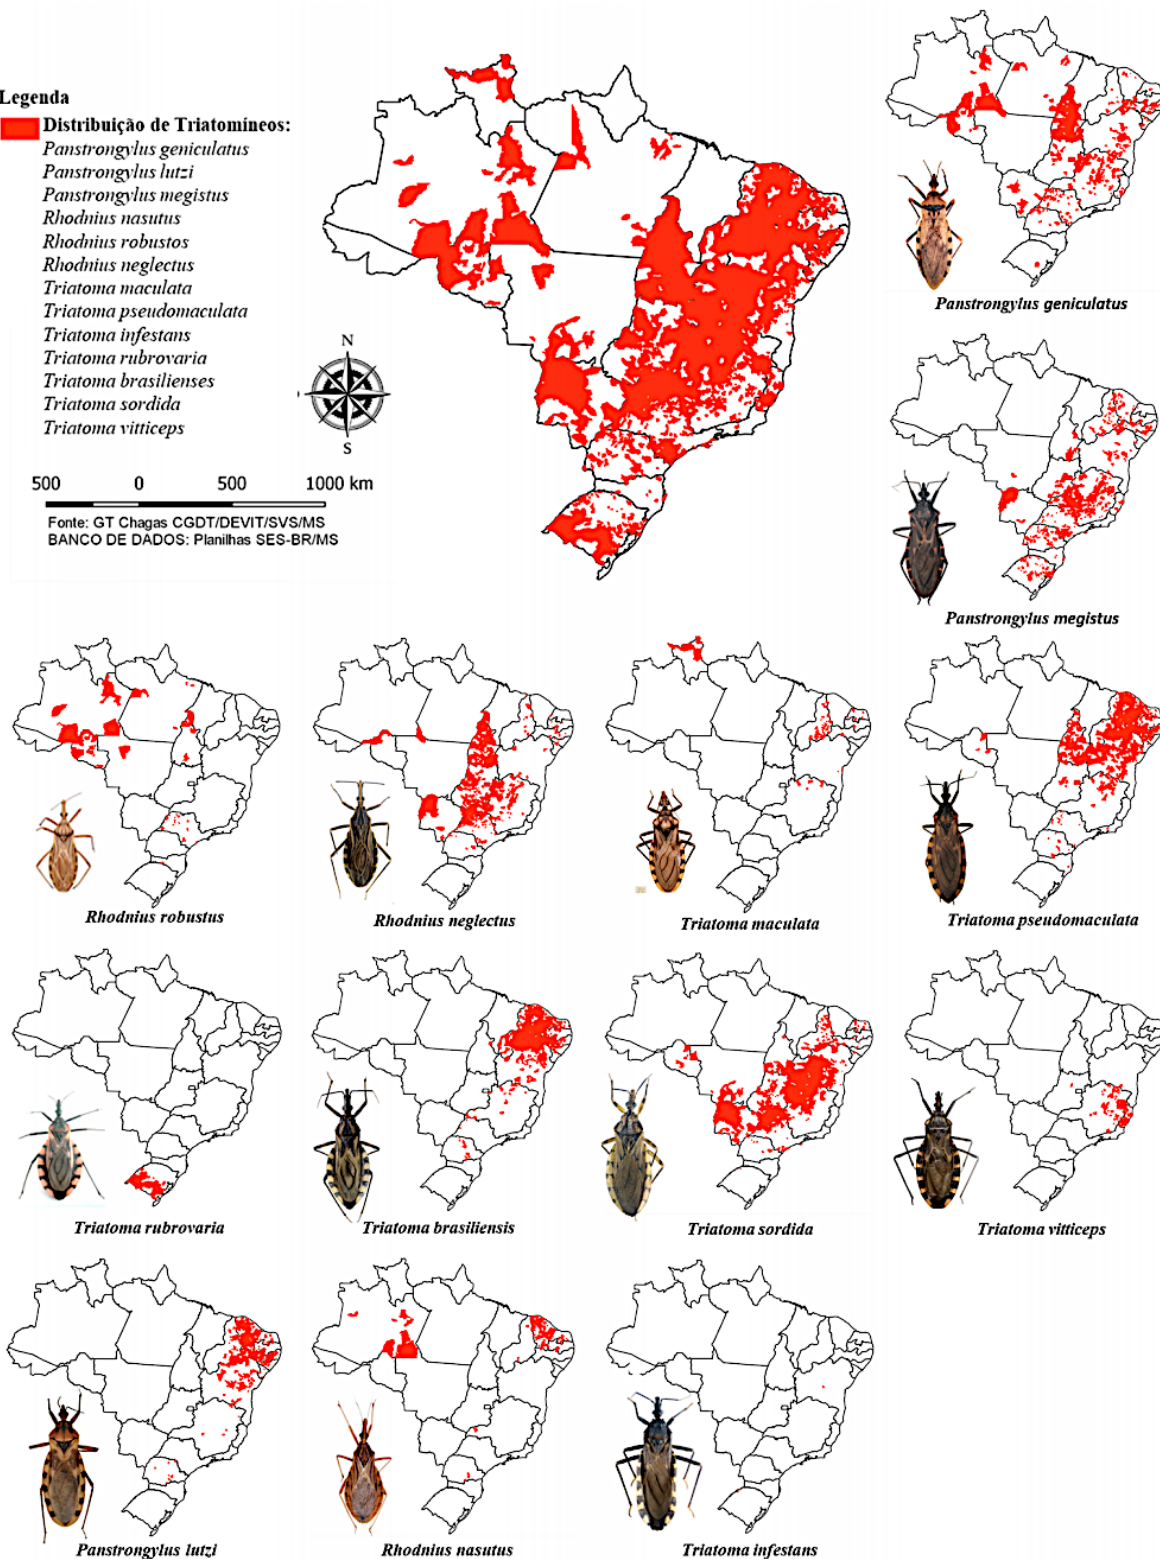 Legenda
Distribuição de Triatomíneos:
Panstrongylus geniculatus
Panstrongylus lutzi
Panstrongylus megistus
Rhodnius nasutus
Rhodnius robustos
Rhodnius neglectus
Triatoma maculata
Triatoma pseudomaculata
Triatoma infestans
Triatoma rubrovaria
Triatoma brasilienses
Triatoma sordida
Triatoma vitticeps
N
S
500 0 500 1000 km
Fonte: GT Chagas CGDT/DEVIT/SVS/MS
BANCO DE DADOS: Planilhas SES-BR/MS
Panstrongylus geniculatus
Panstrongylus megistus
Rhodnius robustus
Rhodnius neglectus
Triatoma maculata
Triatoma pseudomaculata
Triatoma rubrovaria
Triatoma brasiliensis
Triatoma sordida
Triatoma vitticeps
Panstrongylus lutzi
Rhodnius nasutus
Triatoma infestans